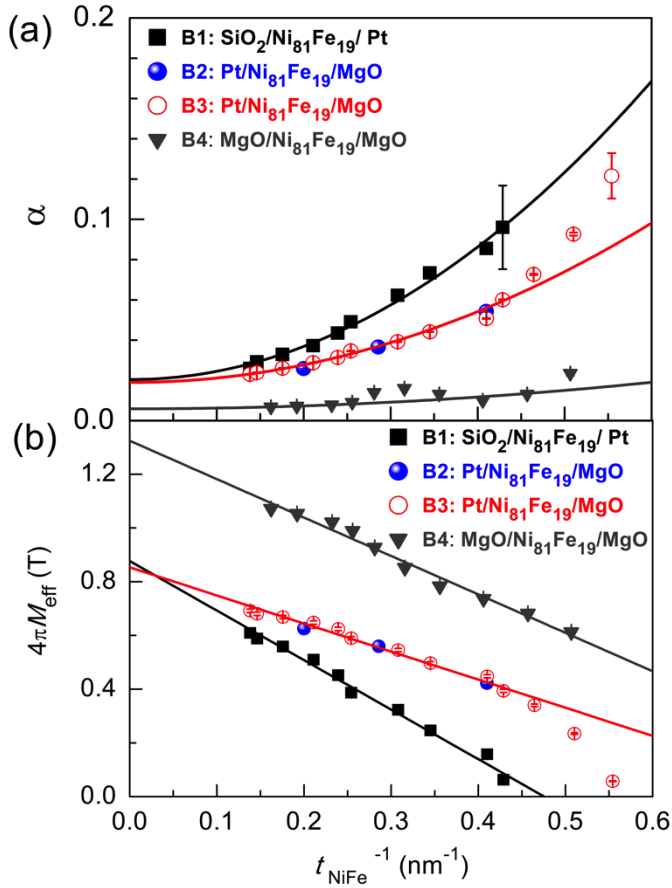 (a)
B1: SiO₂/Ni₈₁Fe₁₉/ Pt
B2: Pt/Ni₈₁Fe₁₉/MgO
B3: Pt/Ni₈₁Fe₁₉/MgO
B4: MgO/Ni₈₁Fe₁₉/MgO
0.2
0.1
0.0
α
(b)
B1: SiO₂/Ni₈₁Fe₁₉/ Pt
B2: Pt/Ni₈₁Fe₁₉/MgO
B3: Pt/Ni₈₁Fe₁₉/MgO
B4: MgO/Ni₈₁Fe₁₉/MgO
1.2
0.8
0.4
0.0
4πM_eff (T)
0.0 0.1 0.2 0.3 0.4 0.5 0.6
t_NiFe⁻¹ (nm⁻¹)